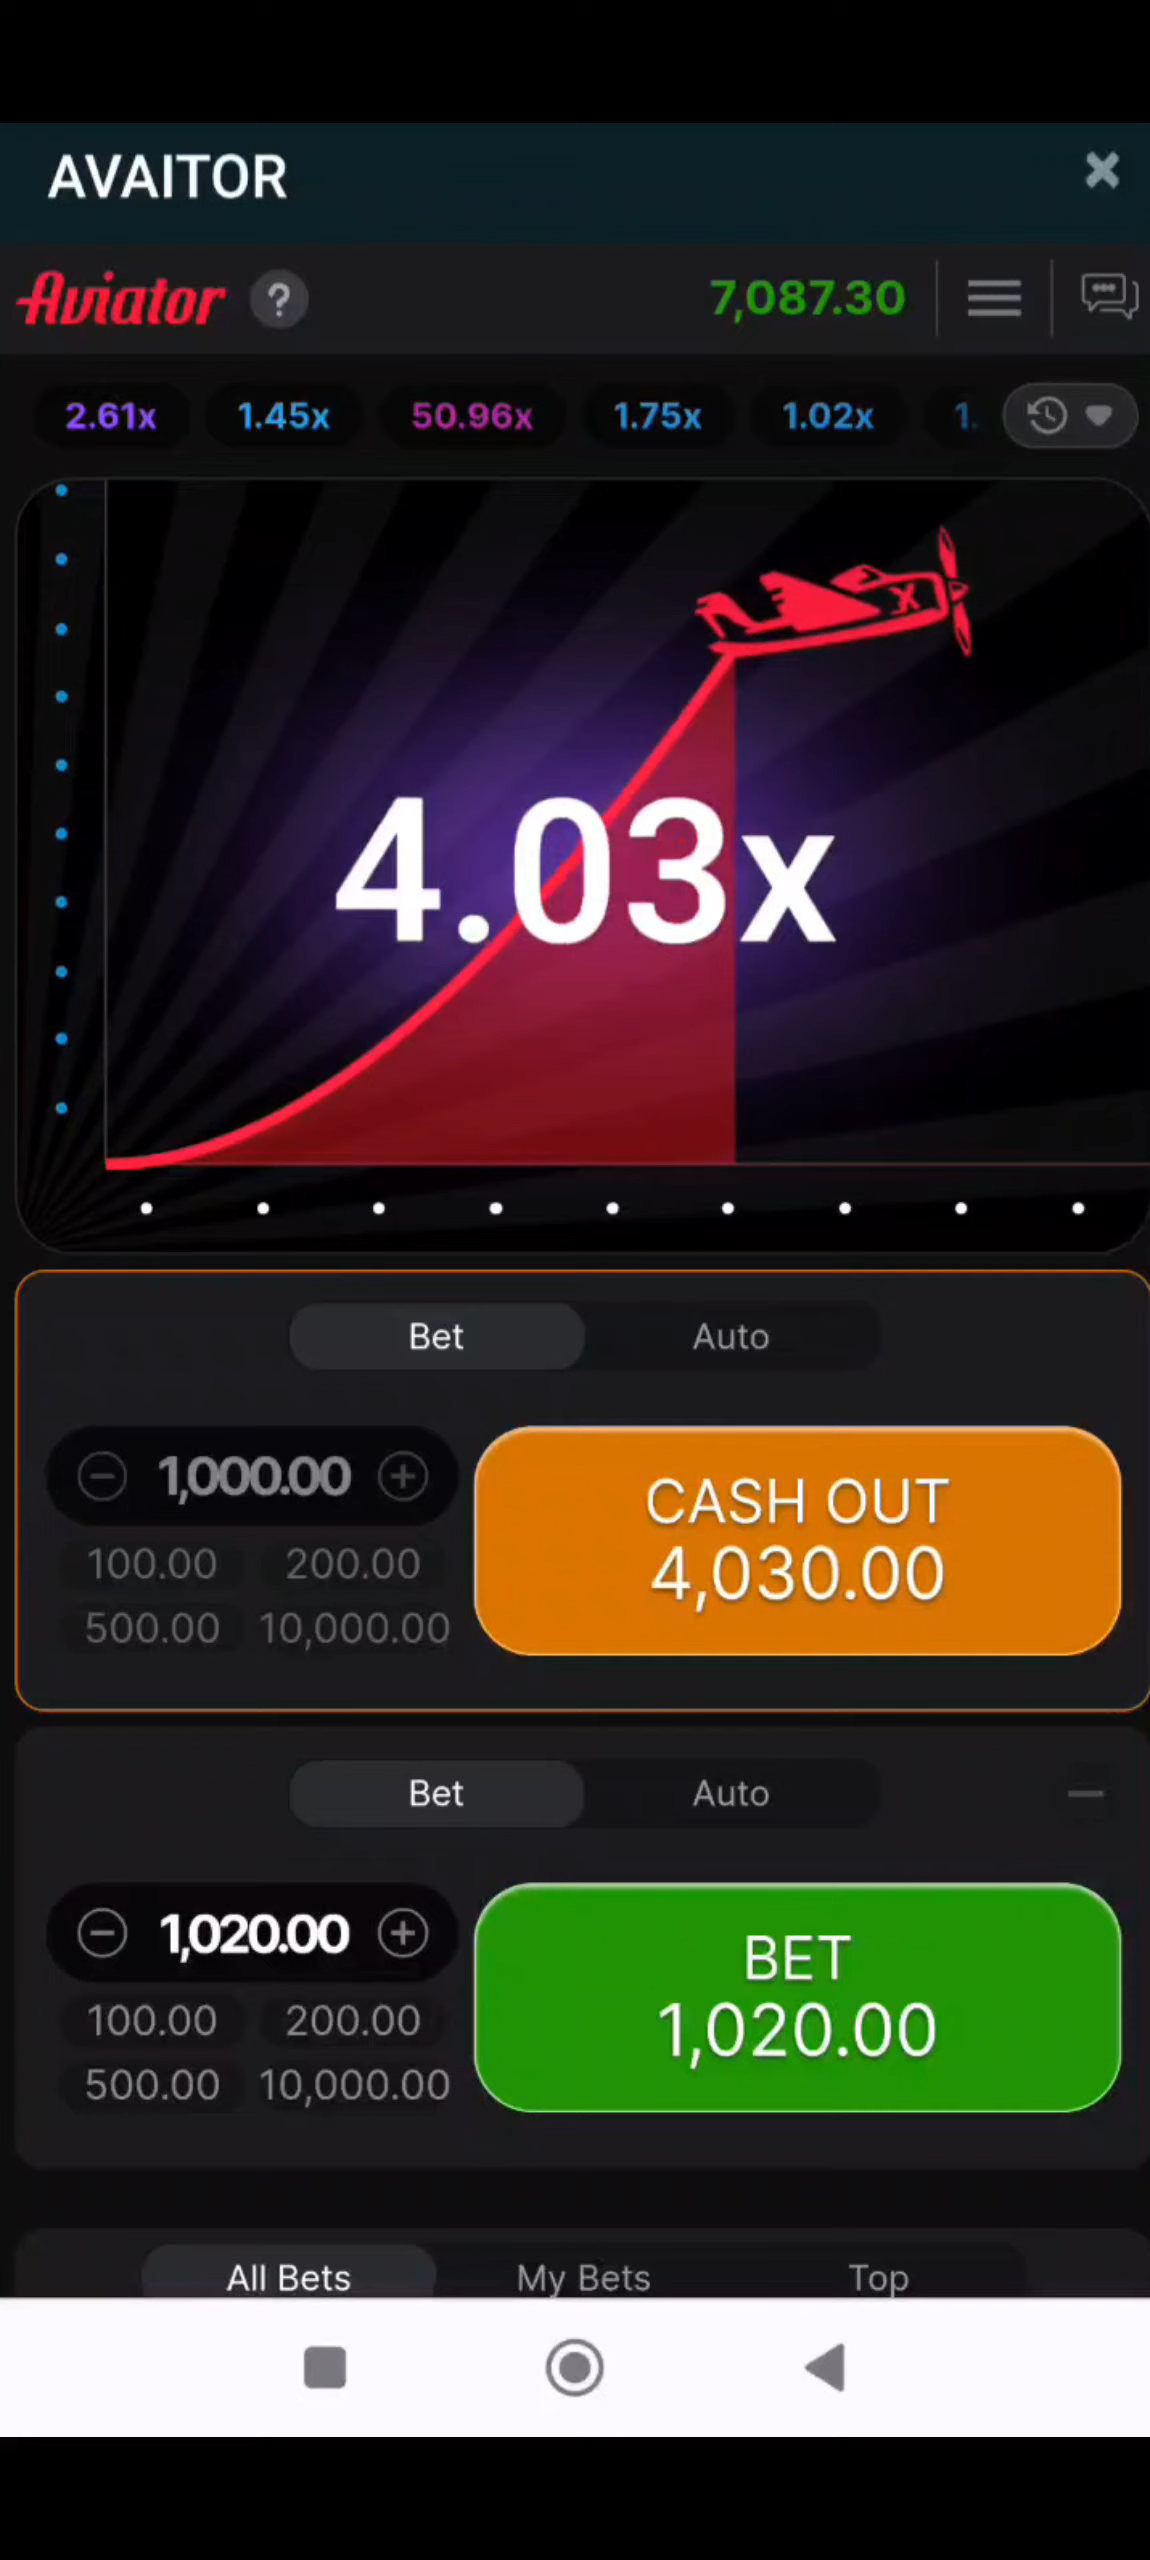 AVAITOR
Aviator ? 7,087.30
2.61x 1.45x 50.96x 1.75x 1.02x 1.
X
4.03x
Bet Auto
1,000.00
100.00 200.00
500.00 10,000.00
CASH OUT
4,030.00
Bet Auto
1,020.00
100.00 200.00
500.00 10,000.00
BET
1,020.00
All Bets My Bets Top